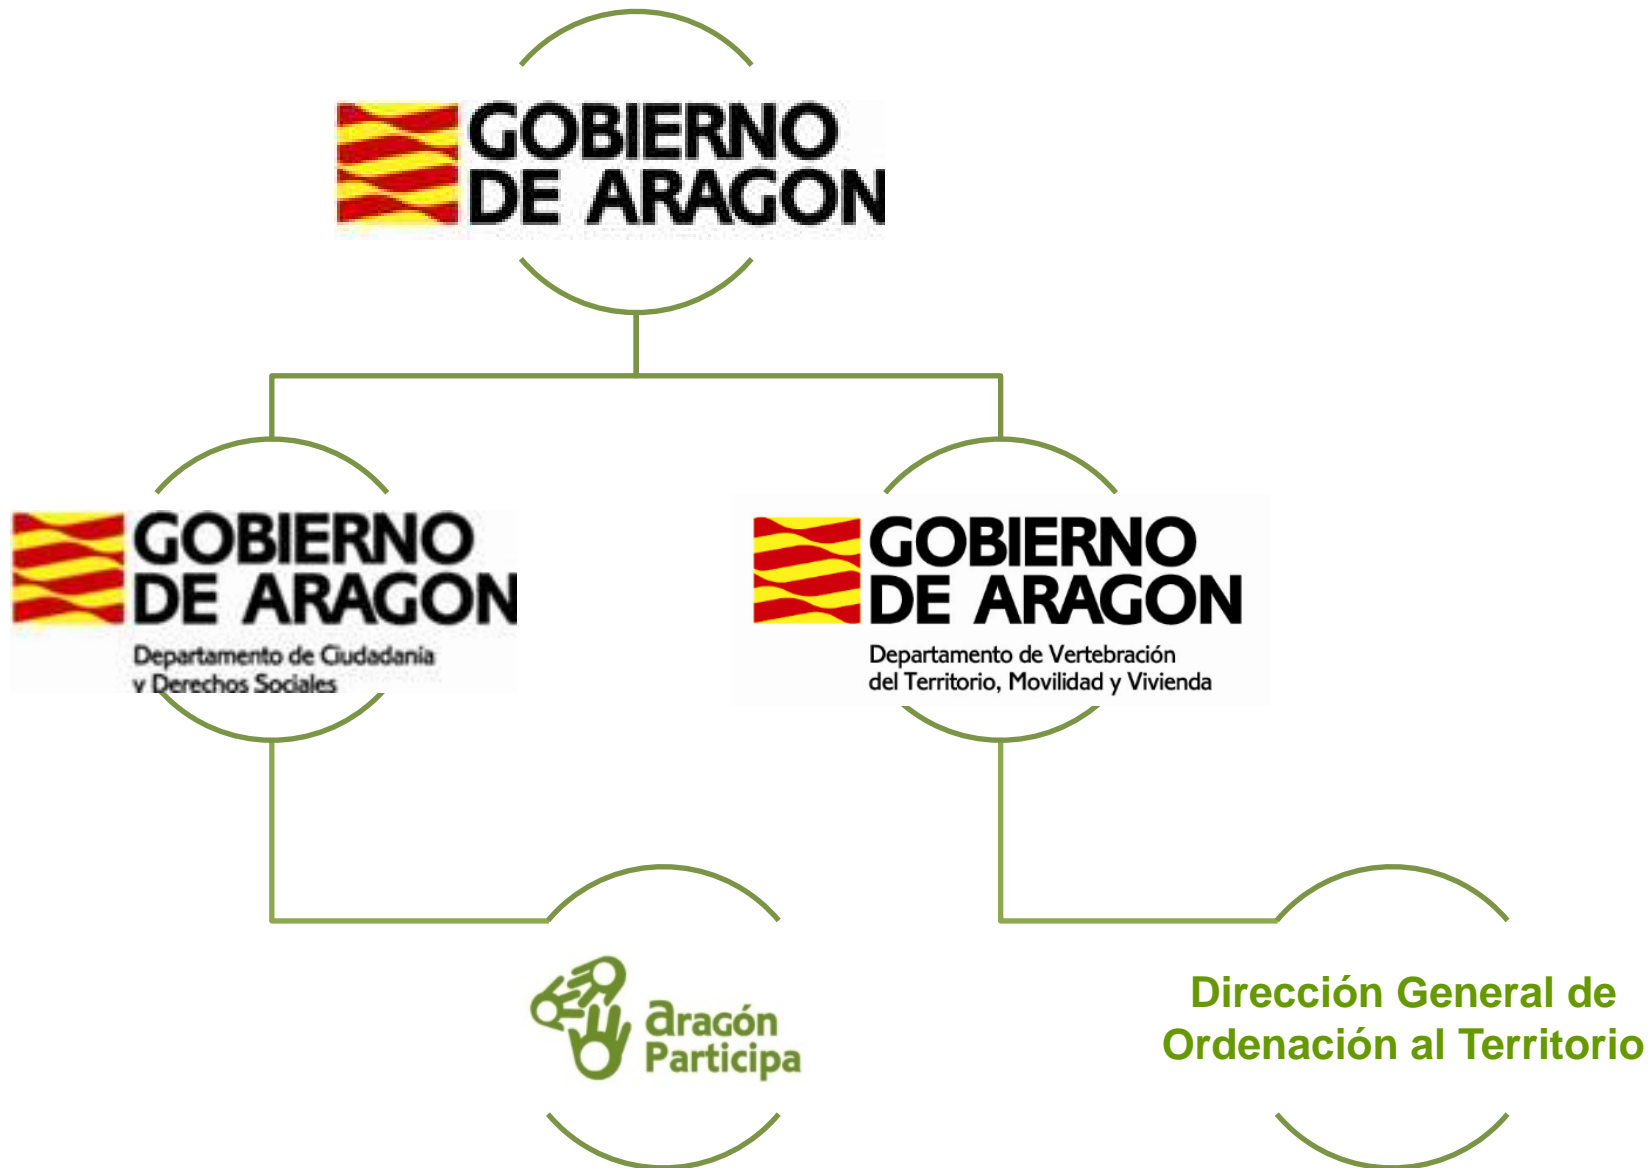 GOBIERNO
DE ARAGON
GOBIERNO
DE ARAGON
Departamento de Ciudadanía
y Derechos Sociales
GOBIERNO
DE ARAGON
Departamento de Vertebración
del Territorio, Movilidad y Vivienda
aragón
Participa
Dirección General de
Ordenación al Territorio